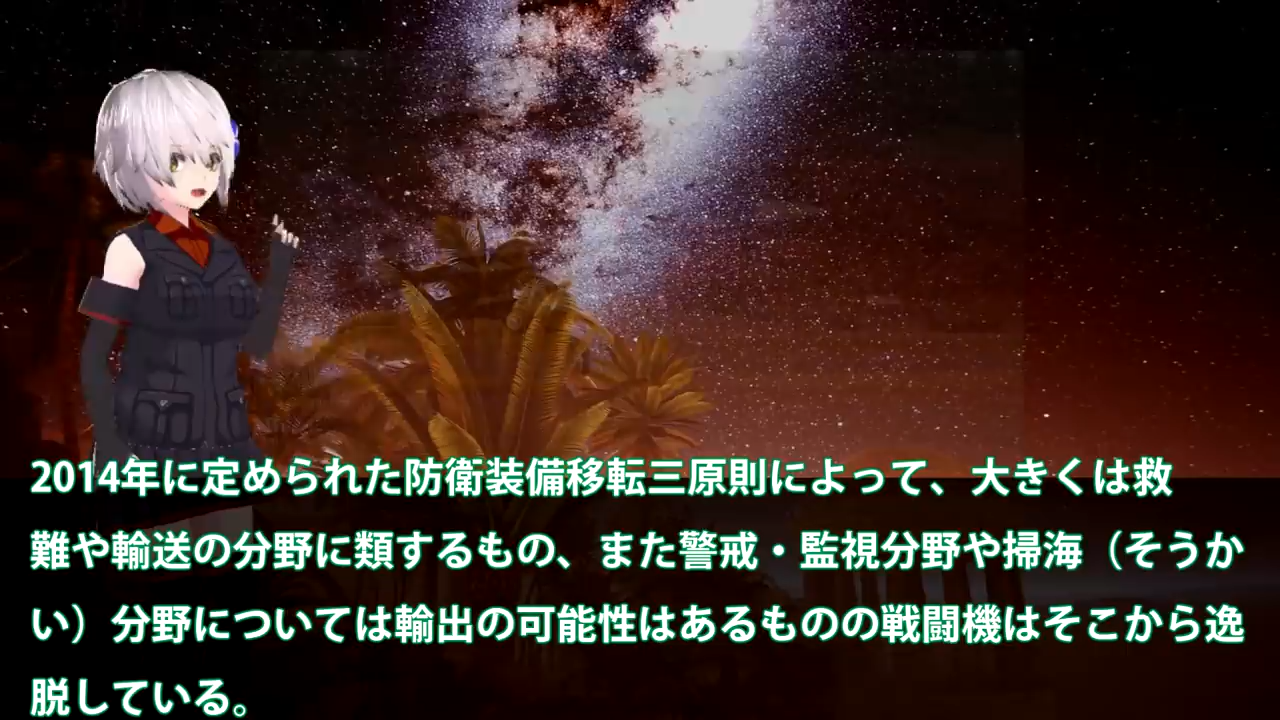 2014年に定められた防衛装備移転三原則によって、大きくは救
難や輸送の分野に類するもの、また警戒・監視分野や掃海（そうか
い）分野については輸出の可能性はあるものの戦闘機はそこから逸
脱している。